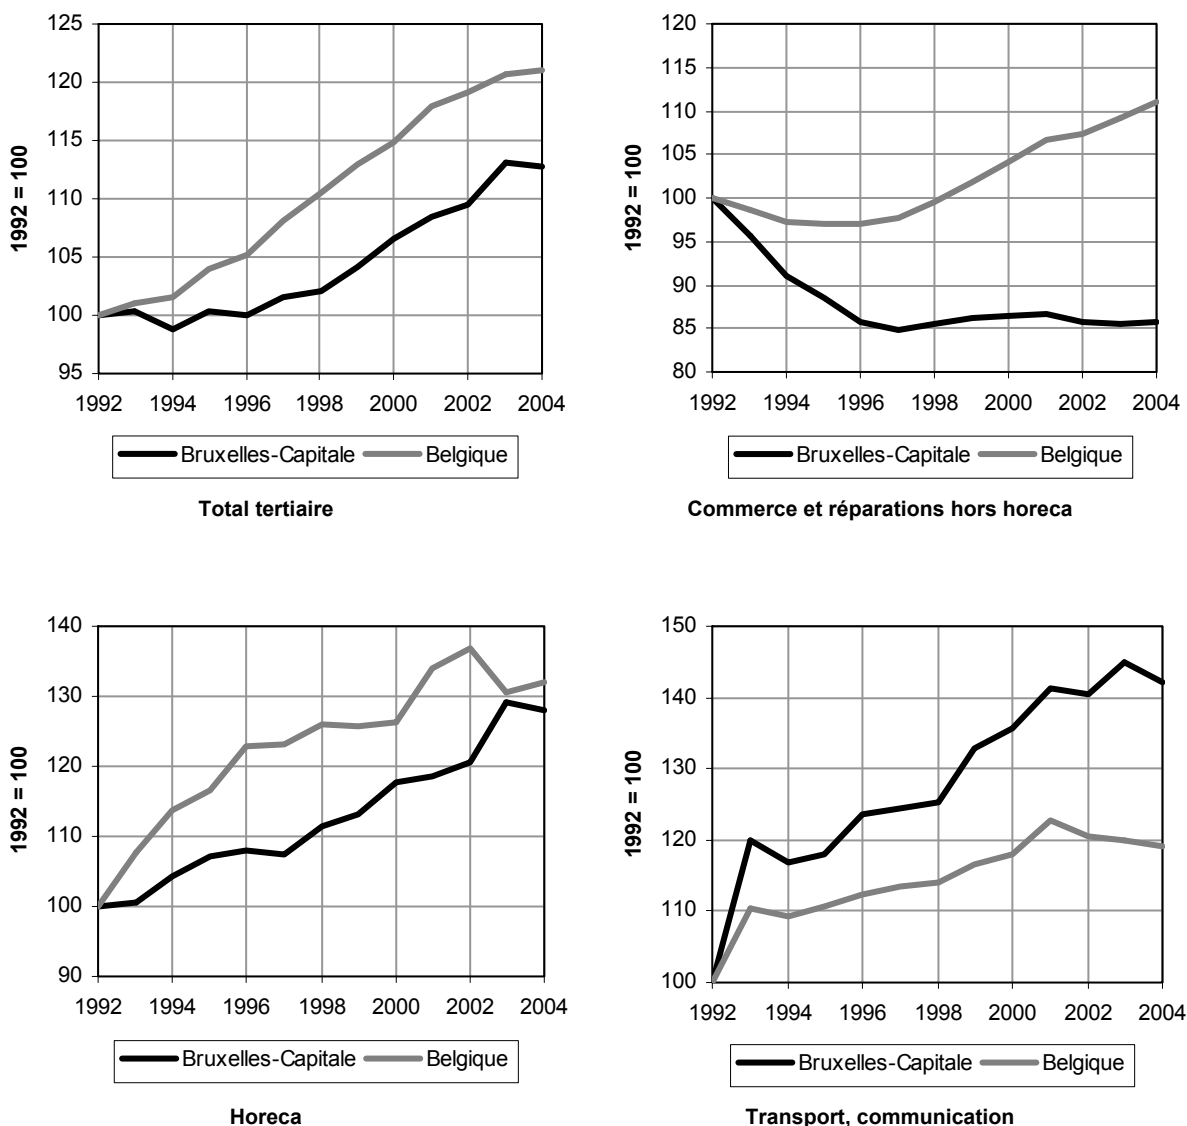 125
120
115
110
105
100
95
1992 = 100
1992 1994 1996 1998 2000 2002 2004
Bruxelles-Capitale Belgique
Total tertiaire
120
115
110
105
100
95
90
85
80
1992 = 100
1992 1994 1996 1998 2000 2002 2004
Bruxelles-Capitale Belgique
Commerce et réparations hors horeca
140
130
120
110
100
90
1992 = 100
1992 1994 1996 1998 2000 2002 2004
Bruxelles-Capitale Belgique
Horeca
150
140
130
120
110
100
1992 = 100
1992 1994 1996 1998 2000 2002 2004
Bruxelles-Capitale Belgique
Transport, communication